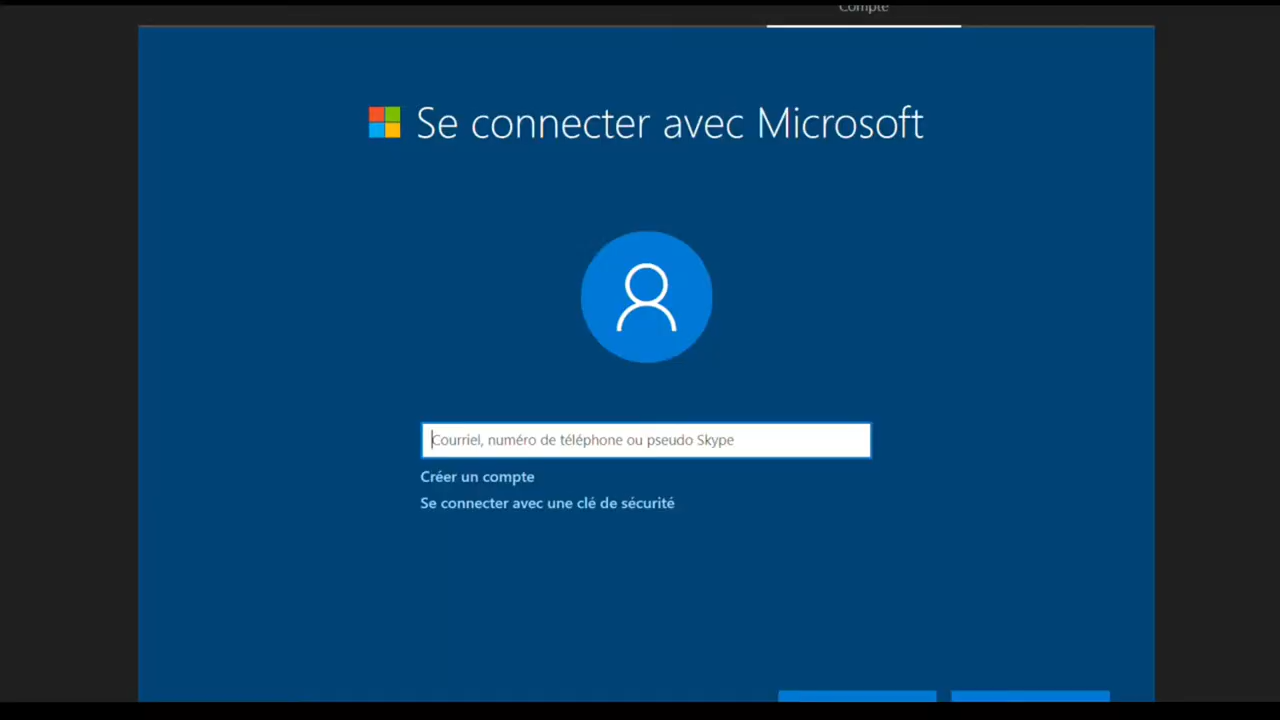 Compte
Se connecter avec Microsoft
Courriel, numéro de téléphone ou pseudo Skype
Créer un compte
Se connecter avec une clé de sécurité